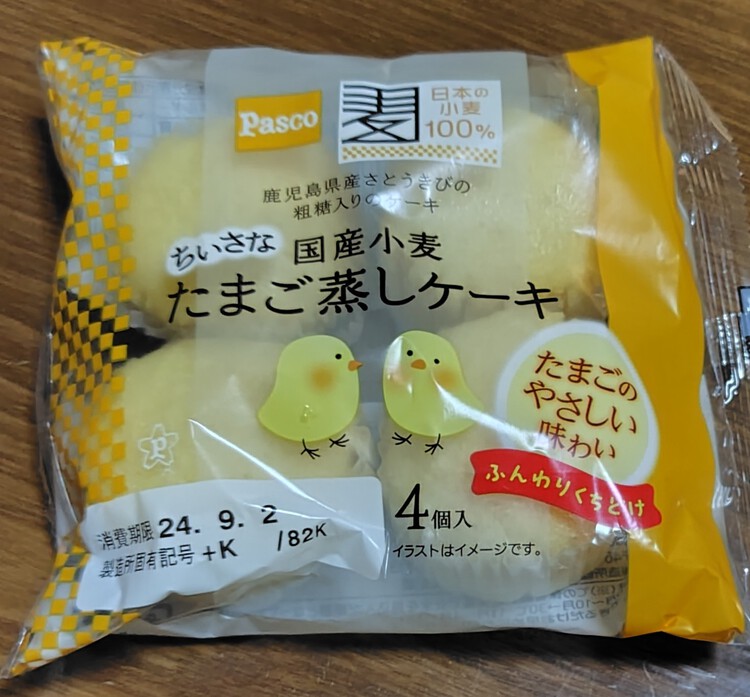 Pasco
麦
日本の
小麦
100%
鹿児島県産さとうきびの
粗糖入りのケーキ
ちいさな
国産小麦
たまご蒸しケーキ
たまごの
やさしい
味わい
ふんわりくちどけ
P
消費期限 24. 9. 2
製造所固有記号 +K /82K
4個入
イラストはイメージです。